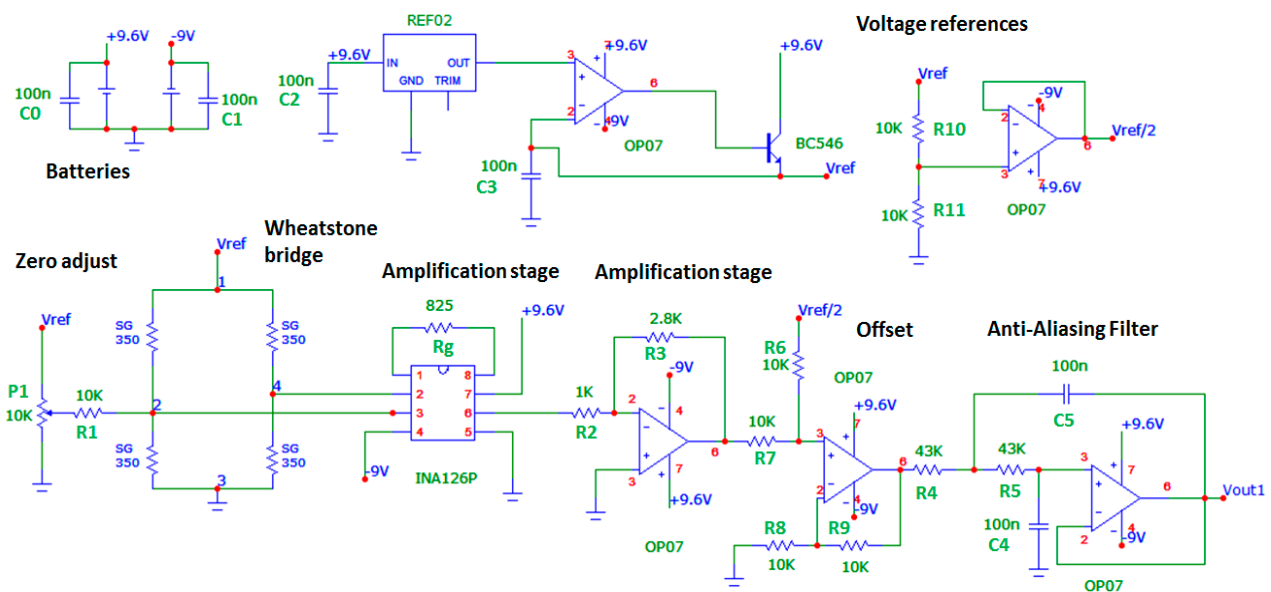 Batteries
+9.6V
-9V
100n
C0
100n
C1
REF02
+9.6V
IN
OUT
GND
TRIM
100n
C2
3
7
+9.6V
+
+
6
-
-
2
4
-9V
OP07
100n
C3
BC546
+9.6V
Vref
Voltage references
Vref
10K
R10
10K
R11
-9V
4
2
-
-
+
+
3
7
+9.6V
6
Vref/2
OP07
Zero adjust
Vref
P1
10K
10K
R1
Wheatstone
bridge
Vref
1
SG
350
SG
350
2
4
SG
350
SG
350
3
Amplification stage
825
Rg
+9.6V
1
8
2
7
3
6
4
5
-9V
INA126P
Amplification stage
2.8K
R3
1K
R2
-9V
2
-
-
4
6
+
+
7
3
+9.6V
OP07
Offset
Vref/2
R6
10K
10K
R7
OP07
+9.6V
3
+
+
7
6
2
-
-
4
-9V
R8
R9
10K
10K
Anti-Aliasing Filter
100n
C5
43K
R4
43K
R5
100n
C4
+9.6V
3
+
+
7
6
-
-
4
2
-9V
Vout1
OP07